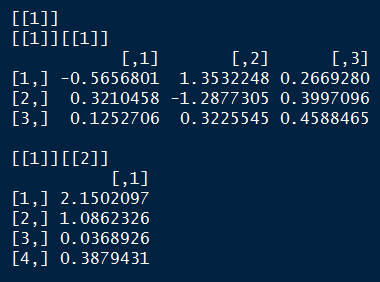 [[1]]
[[1]][[1]]
           [,1]       [,2]      [,3]
[1,] -0.5656801  1.3532248 0.2669280
[2,]  0.3210458 -1.2877305 0.3997096
[3,]  0.1252706  0.3225545 0.4588465

[[1]][[2]]
          [,1]
[1,] 2.1502097
[2,] 1.0862326
[3,] 0.0368926
[4,] 0.3879431